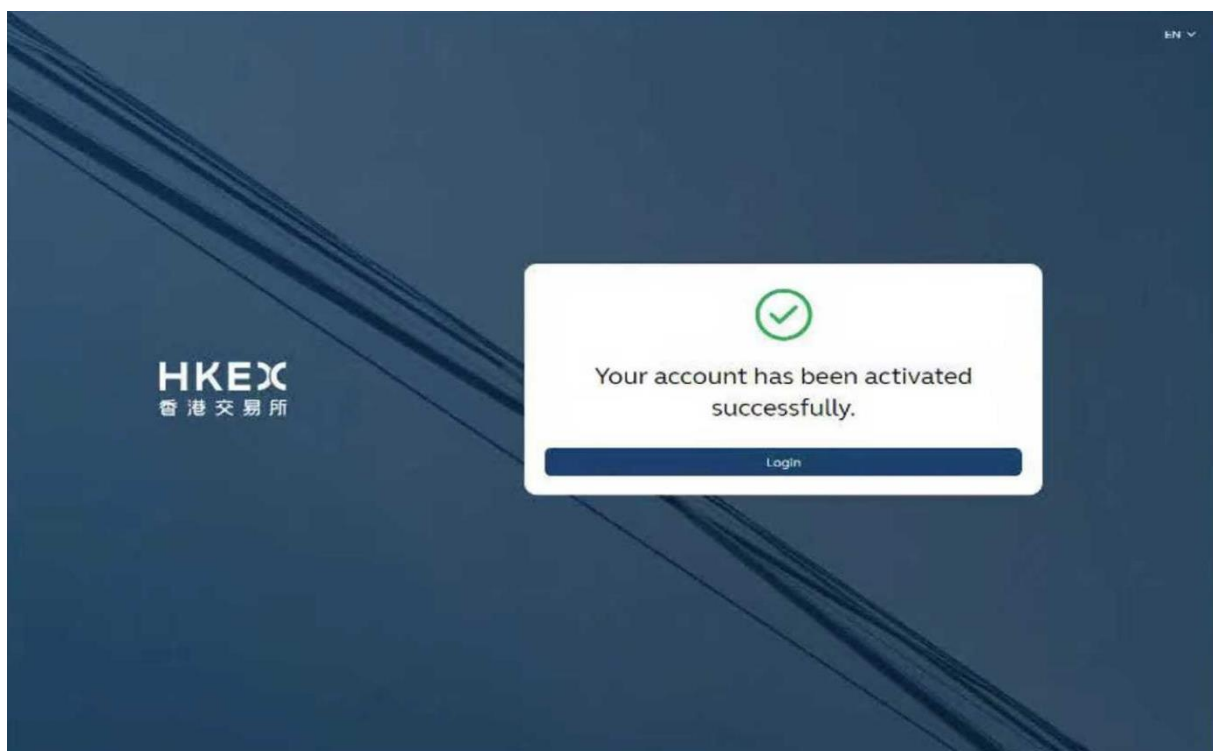 EN
HKEX
香港交易所
Your account has been activated
successfully.
Login